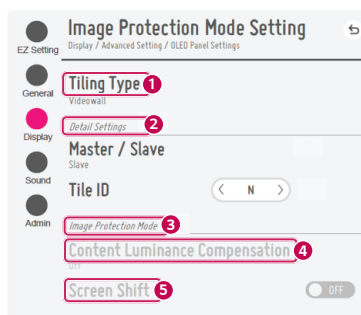 Image Protection Mode Setting
Display / Advanced Setting / OLED Panel Settings
EZ Setting
General
Display
Sound
Admin
Tiling Type 1
Videowall
Detail Settings 2
Master / Slave
Slave
Tile ID
< N >
Image Protection Mode 3
Content Luminance Compensation 4
Off
Screen Shift 5
OFF